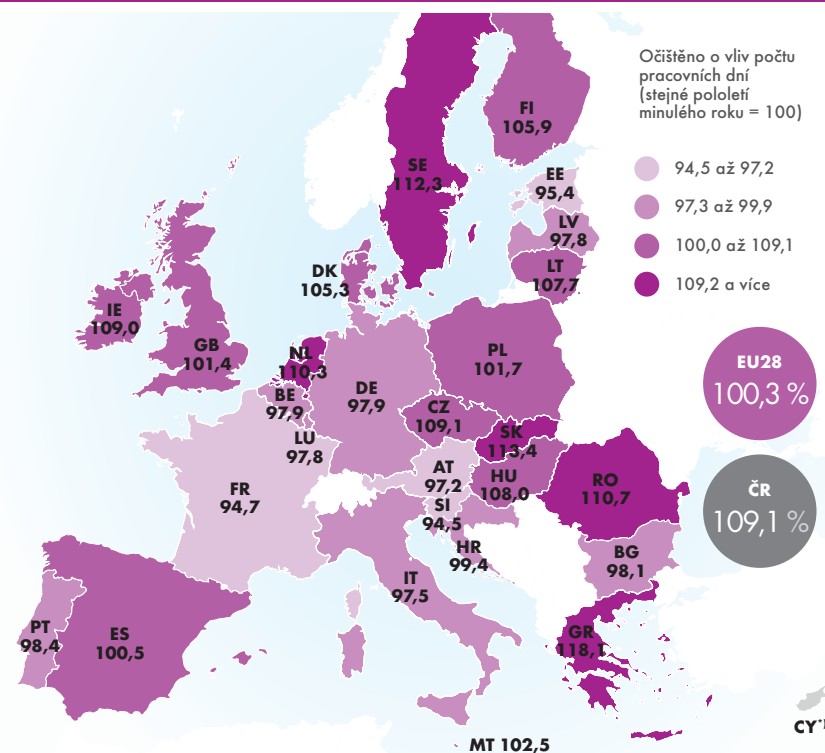 Očištěno o vliv počtu
pracovních dní
(stejné pololetí
minulého roku = 100)
94,5 až 97,2
97,3 až 99,9
100,0 až 109,1
109,2 a více
EU28
100,3 %
ČR
109,1 %
FI
105,9
SE
112,3
EE
95,4
LV
97,8
LT
107,7
DK
105,3
IE
109,0
GB
101,4
NL
110,3
BE
97,9
LU
97,8
DE
97,9
PL
101,7
CZ
109,1
SK
113,4
AT
97,2
HU
108,0
SI
94,5
HR
99,4
RO
110,7
BG
98,1
FR
94,7
IT
97,5
PT
98,4
ES
100,5
GR
118,1
MT 102,5
CY*